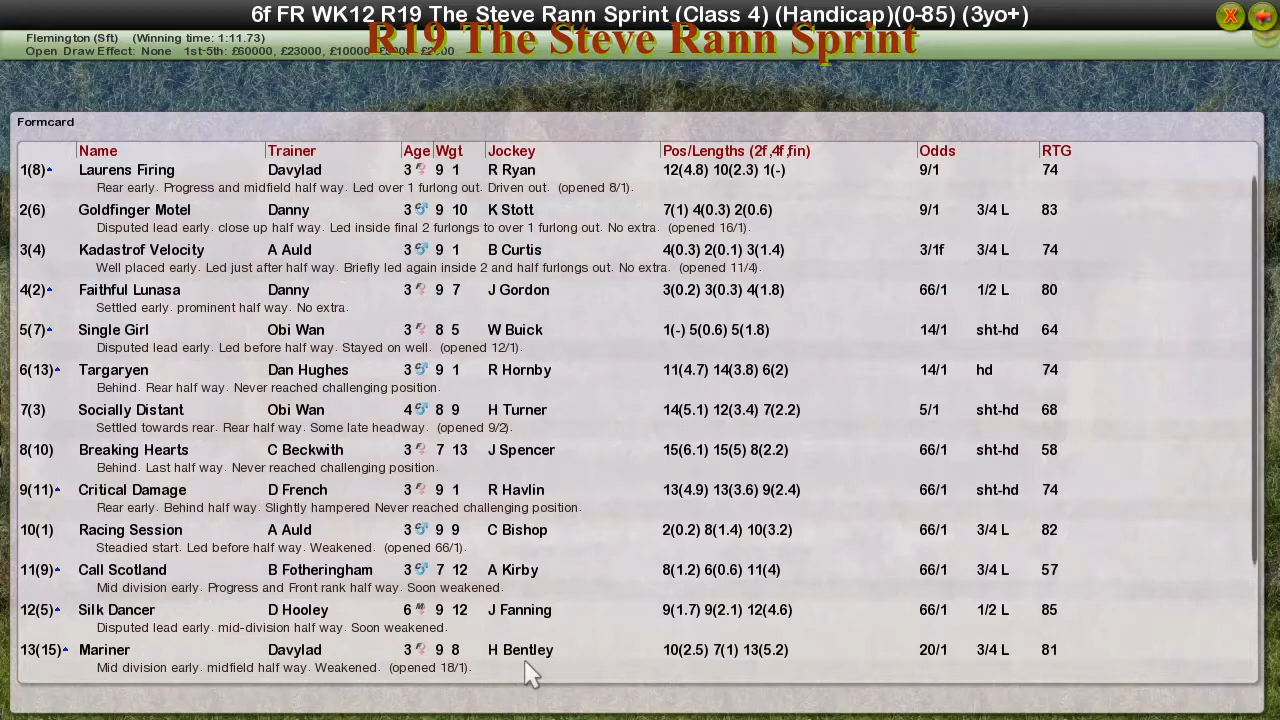 6f FR WK12 R19 The Steve Rann Sprint (Class 4) (Handicap)(0-85) (3yo+)
R19 The Steve Rann Sprint
Flemington (Sft) (Winning time: 1:11.73)
Open Draw Effect: None 1st-5th: £60000, £23000, £10000
Formcard
Name Trainer Age Wgt Jockey Pos/Lengths (2f,4f,fin) Odds RTG
1(8) Laurens Firing Davylad 3 9 1 R Ryan 12(4.8) 10(2.3) 1(-) 9/1 74
Rear early. Progress and midfield half way. Led over 1 furlong out. Driven out. (opened 8/1).
2(6) Goldfinger Motel Danny 3 9 10 K Stott 7(1) 4(0.3) 2(0.6) 9/1 3/4 L 83
Disputed lead early. close up half way. Led inside final 2 furlongs to over 1 furlong out. No extra. (opened 16/1).
3(4) Kadastrof Velocity A Auld 3 9 1 B Curtis 4(0.3) 2(0.1) 3(1.4) 3/1f 3/4 L 74
Well placed early. Led just after half way. Briefly led again inside 2 and half furlongs out. No extra. (opened 11/4).
4(2) Faithful Lunasa Danny 3 9 7 J Gordon 3(0.2) 3(0.3) 4(1.8) 66/1 1/2 L 80
Settled early. prominent half way. No extra.
5(7) Single Girl Obi Wan 3 8 5 W Buick 1(-) 5(0.6) 5(1.8) 14/1 sht-hd 64
Disputed lead early. Led before half way. Stayed on well. (opened 12/1).
6(13) Targaryen Dan Hughes 3 9 1 R Hornby 11(4.7) 14(3.8) 6(2) 14/1 hd 74
Behind. Rear half way. Never reached challenging position.
7(3) Socially Distant Obi Wan 4 8 9 H Turner 14(5.1) 12(3.4) 7(2.2) 5/1 sht-hd 68
Settled towards rear. Rear half way. Some late headway. (opened 9/2).
8(10) Breaking Hearts C Beckwith 3 7 13 J Spencer 15(6.1) 15(5) 8(2.2) 66/1 sht-hd 58
Behind. Last half way. Never reached challenging position.
9(11) Critical Damage D French 3 9 1 R Havlin 13(4.9) 13(3.6) 9(2.4) 66/1 sht-hd 74
Rear early. Behind half way. Slightly hampered Never reached challenging position.
10(1) Racing Session A Auld 3 9 9 C Bishop 2(0.2) 8(1.4) 10(3.2) 66/1 3/4 L 82
Steadied start. Led before half way. Weakened. (opened 66/1).
11(9) Call Scotland B Fotheringham 3 7 12 A Kirby 8(1.2) 6(0.6) 11(4) 66/1 3/4 L 57
Mid division early. Progress and Front rank half way. Soon weakened.
12(5) Silk Dancer D Hooley 6 9 12 J Fanning 9(1.7) 9(2.1) 12(4.6) 66/1 1/2 L 85
Disputed lead early. mid-division half way. Soon weakened.
13(15) Mariner Davylad 3 9 8 H Bentley 10(2.5) 7(1) 13(5.2) 20/1 3/4 L 81
Mid division early. midfield half way. Weakened. (opened 18/1).